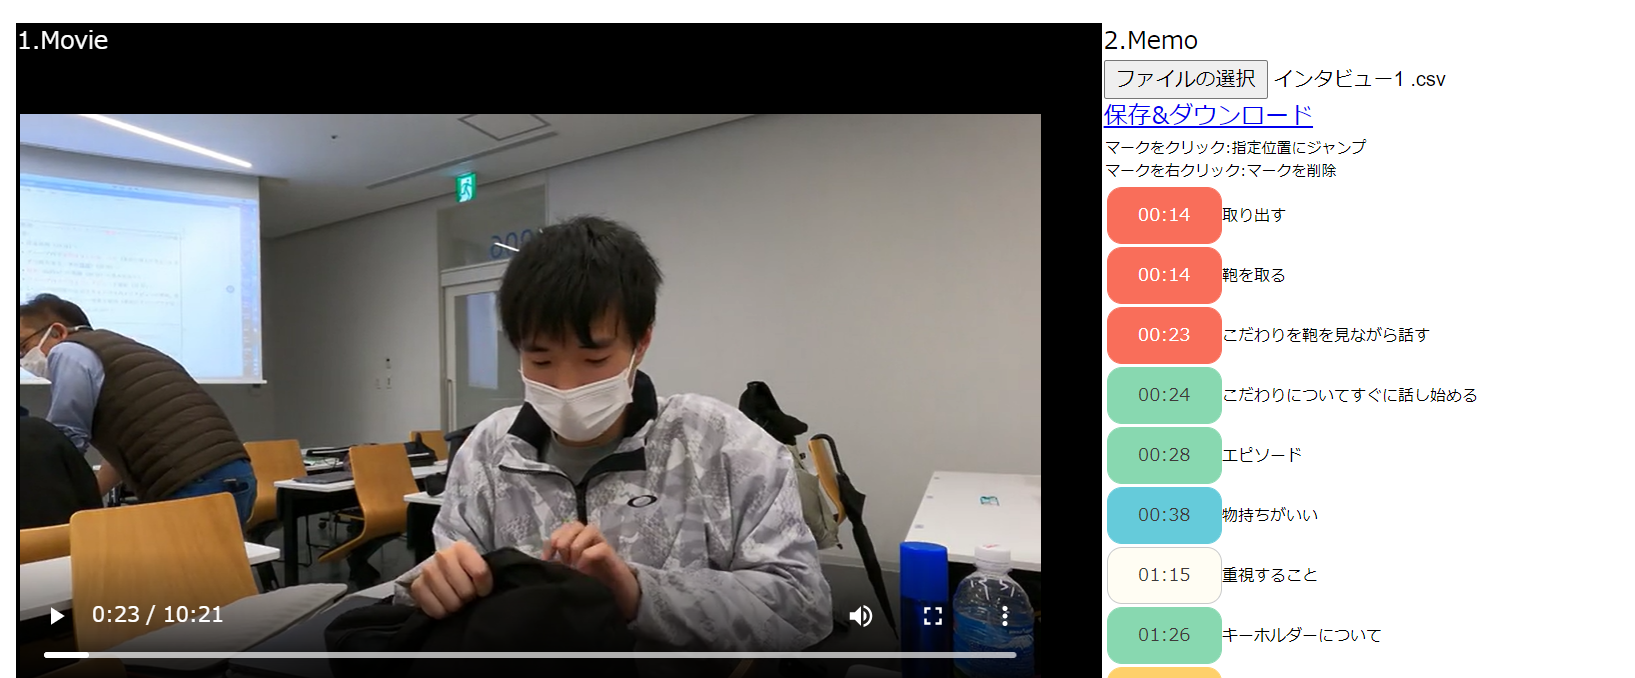 1.Movie
0:23 / 10:21
2.Memo
ファイルの選択 インタビュー1 .csv
保存&ダウンロード
マークをクリック:指定位置にジャンプ
マークを右クリック:マークを削除
00:14 取り出す
00:14 鞄を取る
00:23 こだわりを鞄を見ながら話す
00:24 こだわりについてすぐに話し始める
00:28 エピソード
00:38 物持ちがいい
01:15 重視すること
01:26 キーホルダーについて